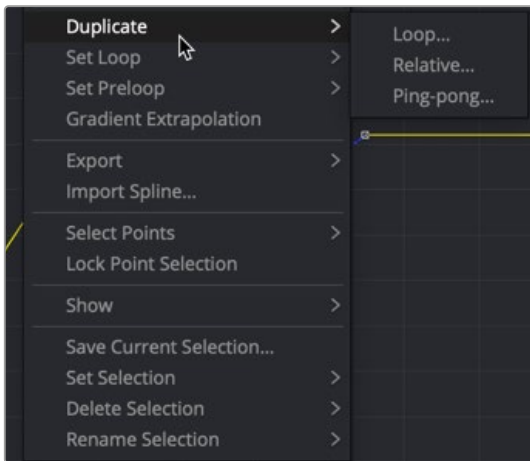 Duplicate
Set Loop
Set Preloop
Gradient Extrapolation
Export
Import Spline...
Select Points
Lock Point Selection
Show
Save Current Selection...
Set Selection
Delete Selection
Rename Selection
Loop...
Relative...
Ping-pong...